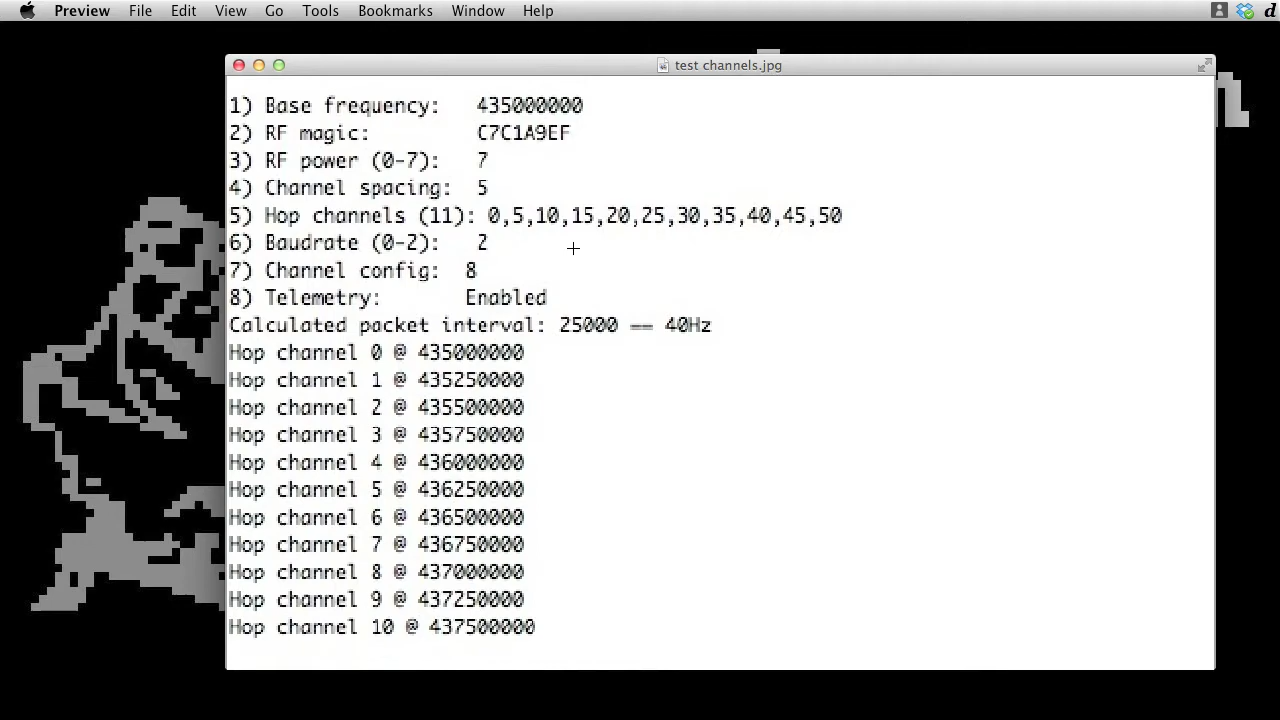 Preview File Edit View Go Tools Bookmarks Window Help
test channels.jpg
1) Base frequency: 435000000
2) RF magic: C7C1A9EF
3) RF power (0-7): 7
4) Channel spacing: 5
5) Hop channels (11): 0,5,10,15,20,25,30,35,40,45,50
6) Baudrate (0-2): 2
7) Channel config: 8
8) Telemetry: Enabled
Calculated packet interval: 25000 == 40Hz
Hop channel 0 @ 435000000
Hop channel 1 @ 435250000
Hop channel 2 @ 435500000
Hop channel 3 @ 435750000
Hop channel 4 @ 436000000
Hop channel 5 @ 436250000
Hop channel 6 @ 436500000
Hop channel 7 @ 436750000
Hop channel 8 @ 437000000
Hop channel 9 @ 437250000
Hop channel 10 @ 437500000